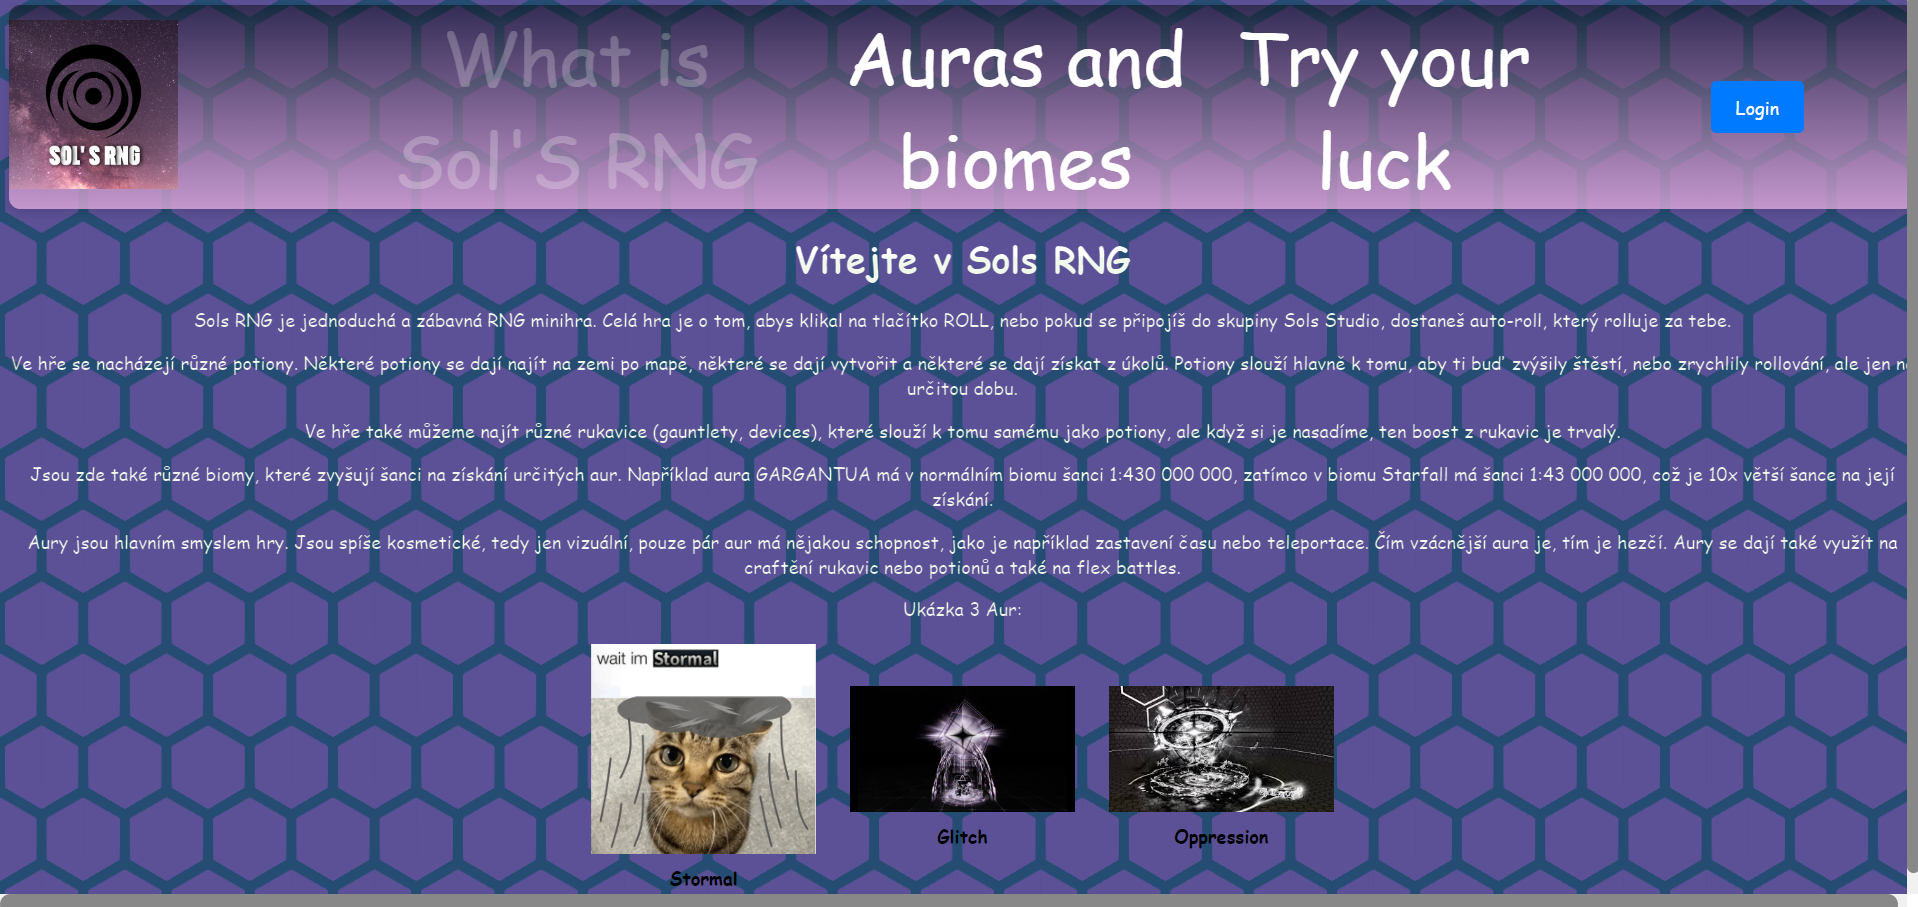 SOL'S RNG
What is
Sol'S RNG
Auras and
biomes
Try your
luck
Login
Vítejte v Sols RNG
Sols RNG je jednoduchá a zábavná RNG minihra. Celá hra je o tom, abys klikal na tlačítko ROLL, nebo pokud se připojíš do skupiny Sols Studio, dostaneš auto-roll, který rolluje za tebe.
Ve hře se nacházejí různé potiony. Některé potiony se dají najít na zemi po mapě, některé se dají vytvořit a některé se dají získat z úkolů. Potiony slouží hlavně k tomu, aby ti buď zvýšily štěstí, nebo zrychlily rollování, ale jen na
určitou dobu.
Ve hře také můžeme najít různé rukavice (gauntlety, devices), které slouží k tomu samému jako potiony, ale když si je nasadíme, ten boost z rukavic je trvalý.
Jsou zde také různé biomy, které zvyšují šanci na získání určitých aur. Například aura GARGANTUA má v normálním biomu šanci 1:430 000 000, zatímco v biomu Starfall má šanci 1:43 000 000, což je 10x větší šance na její
získání.
Aury jsou hlavním smyslem hry. Jsou spíše kosmetické, tedy jen vizuální, pouze pár aur má nějakou schopnost, jako je například zastavení času nebo teleportace. Čím vzácnější aura je, tím je hezčí. Aury se dají také využít na
craftění rukavic nebo potionů a také na flex battles.
Ukázka 3 Aur:
wait im Stormal
Glitch
Oppression
Stormal